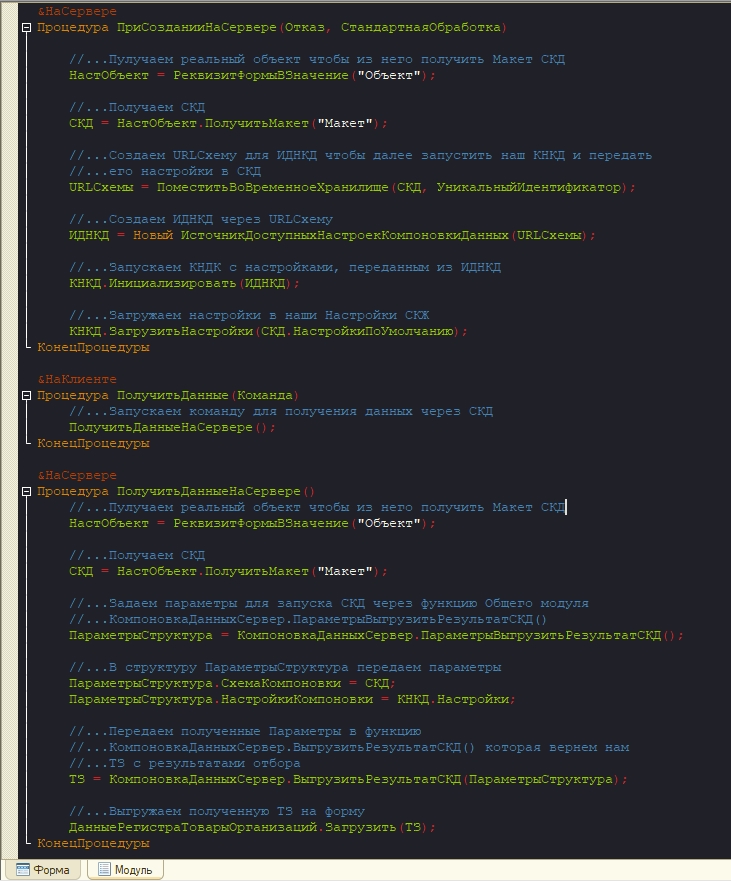 &НаСервере
Процедура ПриСозданииНаСервере(Отказ, СтандартнаяОбработка)
//...Пулучаем реальный объект чтобы из него получить Макет СКД
НастОбъект = РеквизитФормыВЗначение("Объект");
//...Получаем СКД
СКД = НастОбъект.ПолучитьМакет("Макет");
//...Создаем URLСхему для ИДНКД чтобы далее запустить наш КНКД и передать
//...его настройки в СКД
URLСхемы = ПоместитьВоВременноеХранилище(СКД, УникальныйИдентификатор);
//...Создаем ИДНКД через URLСхему
ИДНКД = Новый ИсточникДоступныхНастроекКомпоновкиДанных(URLСхемы);
//...Запускаем КНДК с настройками, переданным из ИДНКД
КНКД.Инициализировать(ИДНКД);
//...Загружаем настройки в наши Настройки СКЖ
КНКД.ЗагрузитьНастройки(СКД.НастройкиПоУмолчанию);
КонецПроцедуры
&НаКлиенте
Процедура ПолучитьДанные(Команда)
//...Запускаем команду для получения данных через СКД
ПолучитьДанныеНаСервере();
КонецПроцедуры
&НаСервере
Процедура ПолучитьДанныеНаСервере()
//...Пулучаем реальный объект чтобы из него получить Макет СКД
НастОбъект = РеквизитФормыВЗначение("Объект");
//...Получаем СКД
СКД = НастОбъект.ПолучитьМакет("Макет");
//...Задаем параметры для запуска СКД через функцию Общего модуля
//...КомпоновкаДанныхСервер.ПараметрыВыгрузитьРезультатСКД()
ПараметрыСтруктура = КомпоновкаДанныхСервер.ПараметрыВыгрузитьРезультатСКД();
//...В структуру ПараметрыСтруктура передаем параметры
ПараметрыСтруктура.СхемаКомпоновки = СКД;
ПараметрыСтруктура.НастройкиКомпоновки = КНКД.Настройки;
//...Передаем полученные Параметры в функцию
//...КомпоновкаДанныхСервер.ВыгрузитьРезультатСКД() которая вернем нам
//...ТЗ с результатами отбора
ТЗ = КомпоновкаДанныхСервер.ВыгрузитьРезультатСКД(ПараметрыСтруктура);
//...Выгружаем полученную ТЗ на форму
ДанныеРегистраТоварыОрганизаций.Загрузить(ТЗ);
КонецПроцедуры
Форма Модуль